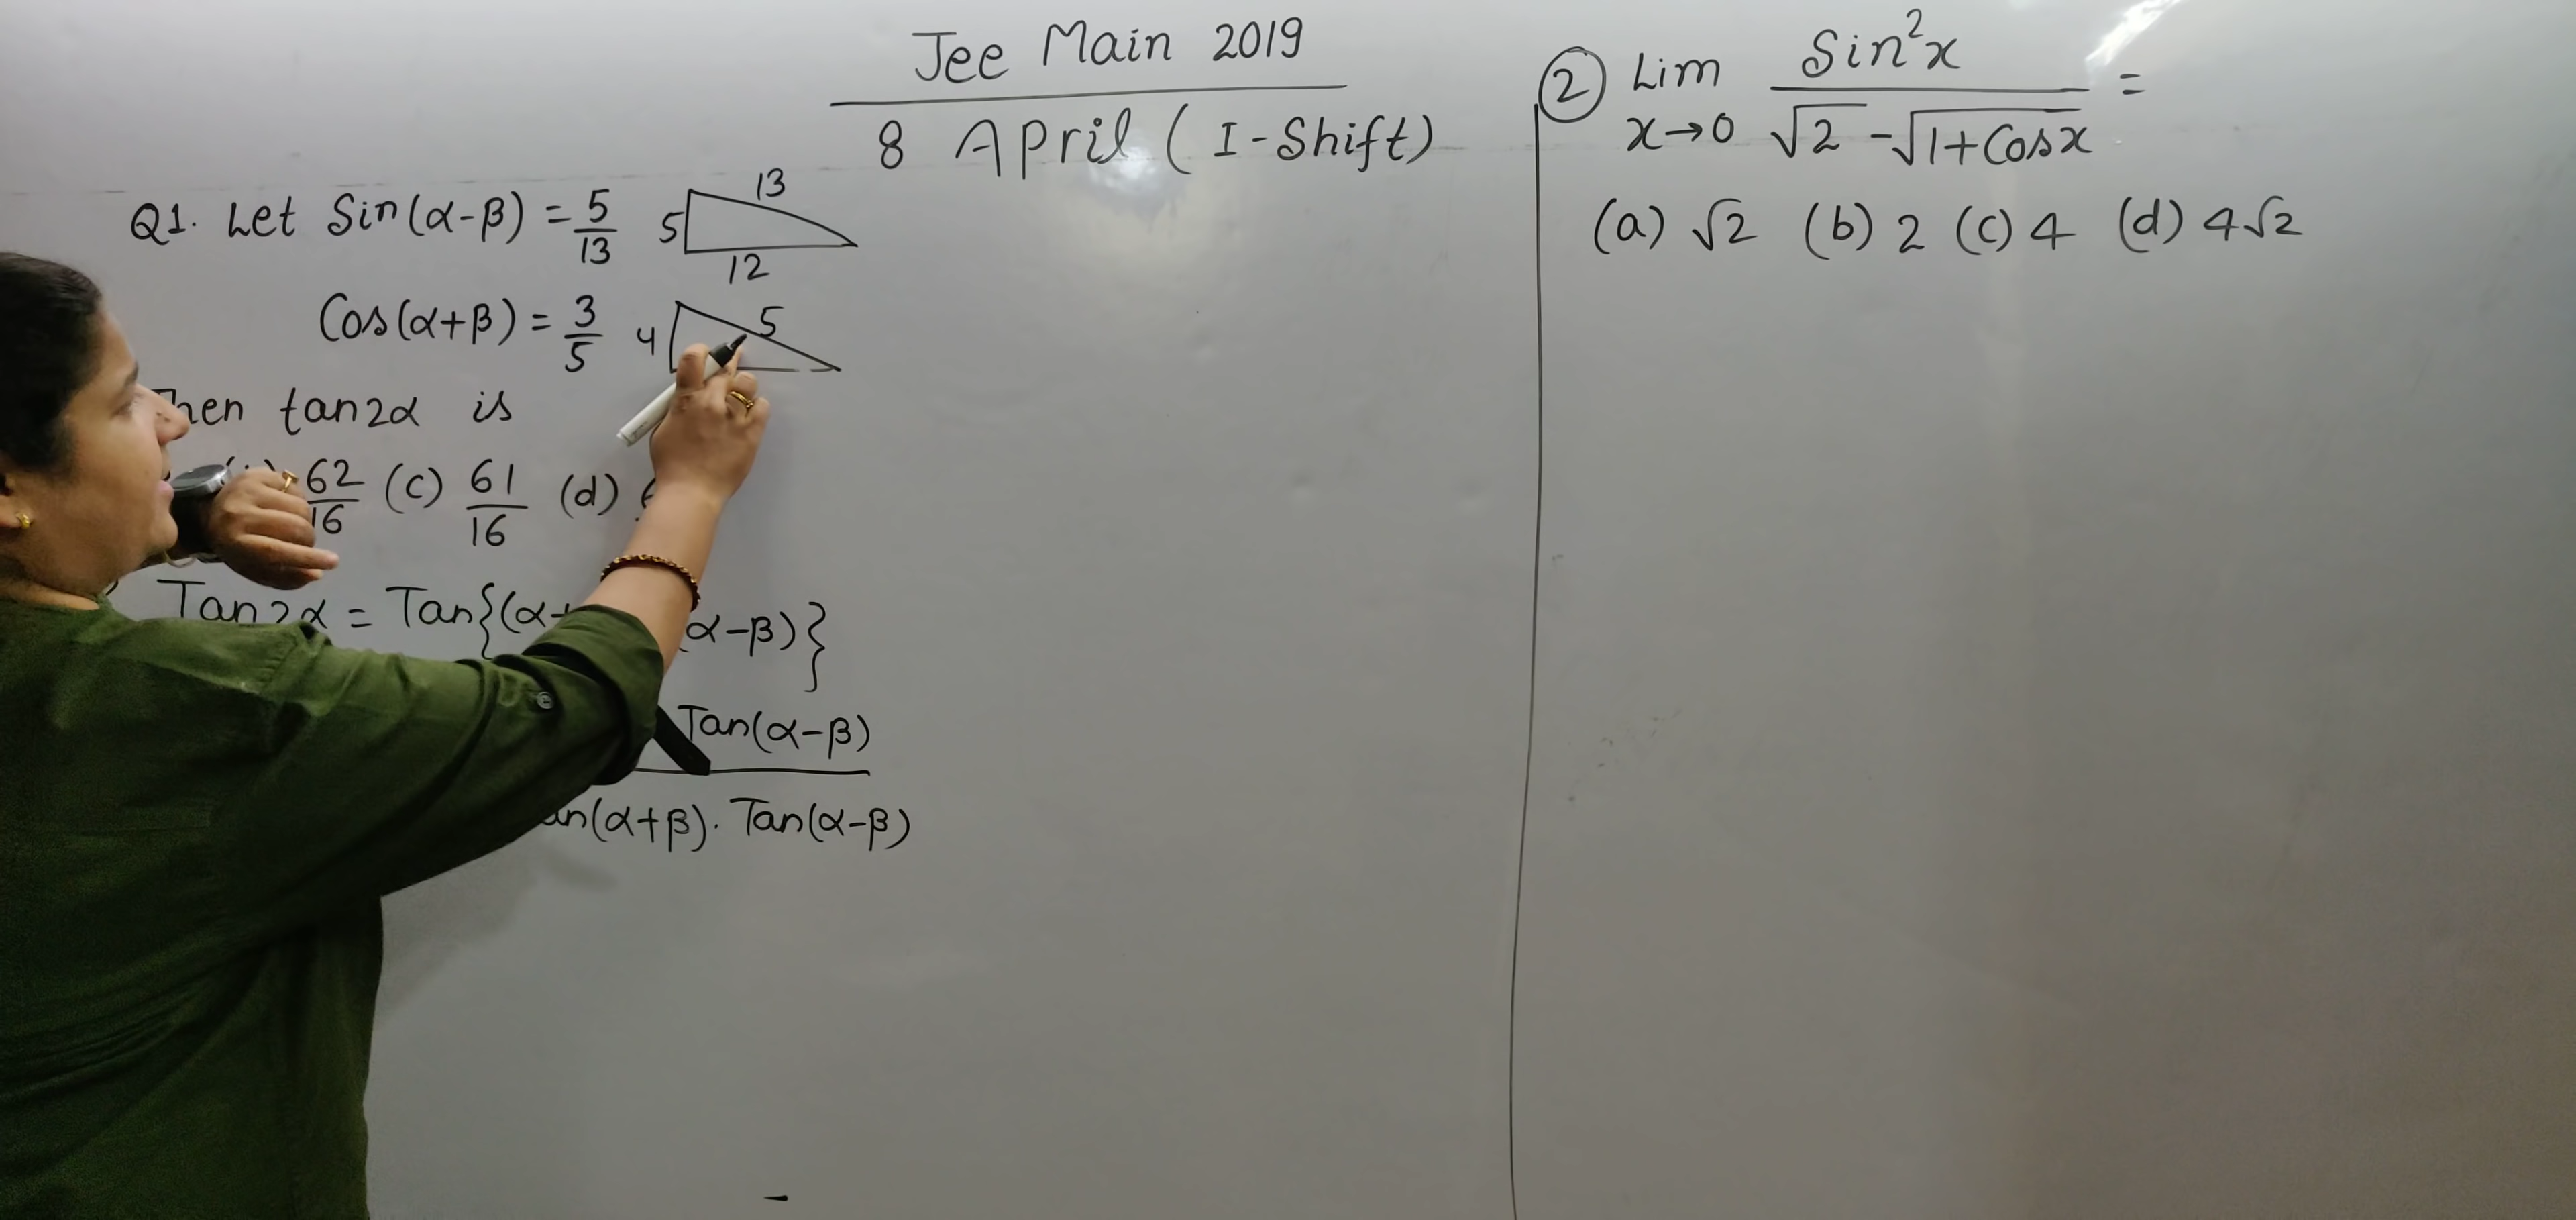 Jee Main 2019
8 April (I-Shift)
Q1. Let Sin(α-β) = 5/13
13
5
12
Cos(α+β) = 3/5
5
4
tan2α is
62/16 (c) 61/16 (d)
Tan2α = Tan{(α+ α-β)}
Tan(α-β)
(α+β). Tan(α-β)
② Lim x→0 Sin²x / √2 - √1+Cosx =
(a) √2 (b) 2 (c) 4 (d) 4√2